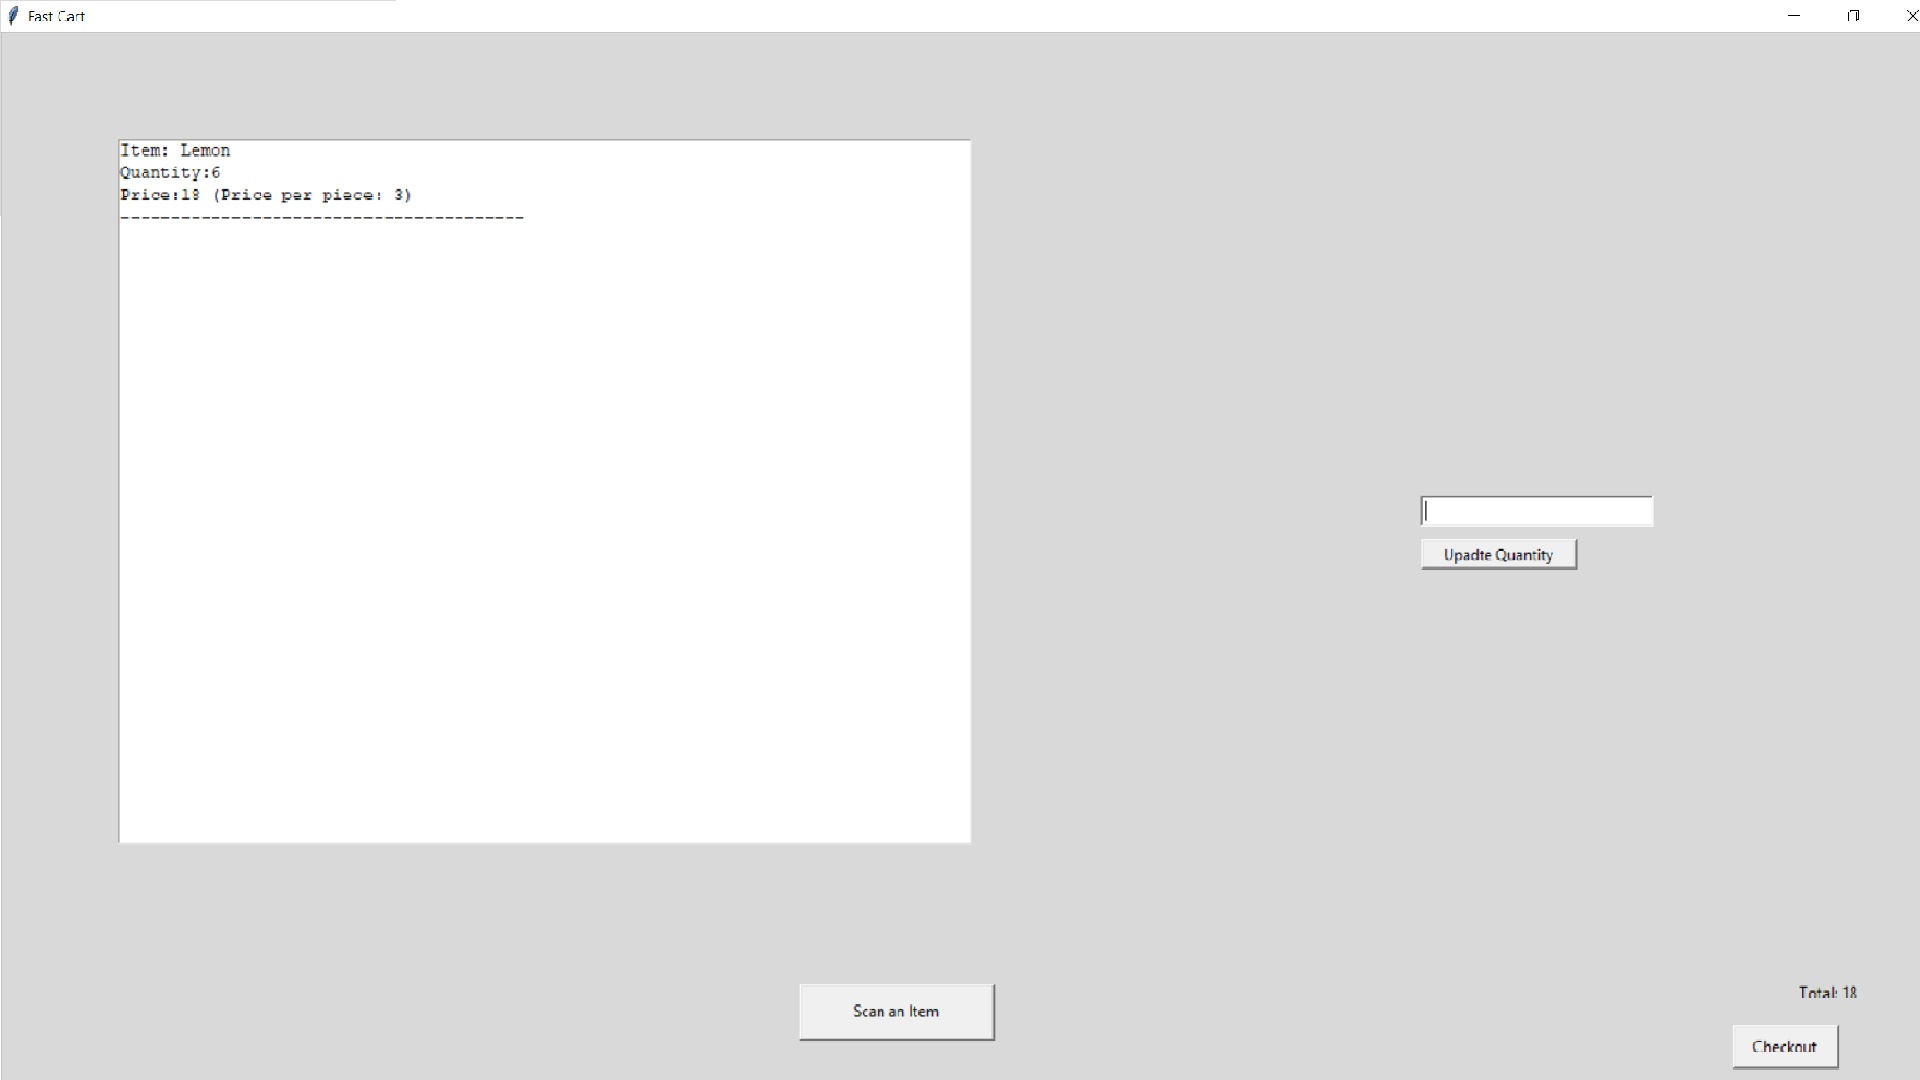 Fast Cart
Item: Lemon
Quantity:6
Price:18 (Price per piece: 3)
----------------------------------------
Upadte Quantity
Scan an Item
Total: 18
Checkout